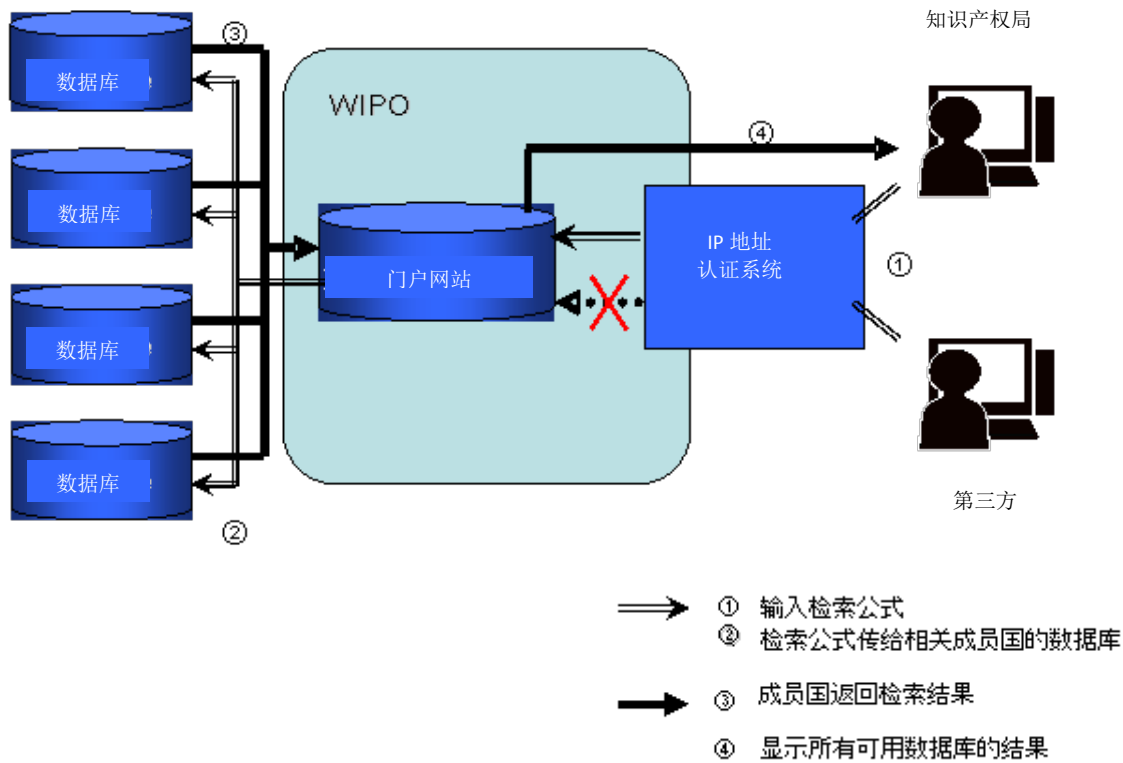 知识产权局
③
数据库
WIPO
④
数据库
IP 地址
认证系统
①
门户网站
数据库
数据库
第三方
②
① 输入检索公式
② 检索公式传给相关成员国的数据库
③ 成员国返回检索结果
④ 显示所有可用数据库的结果